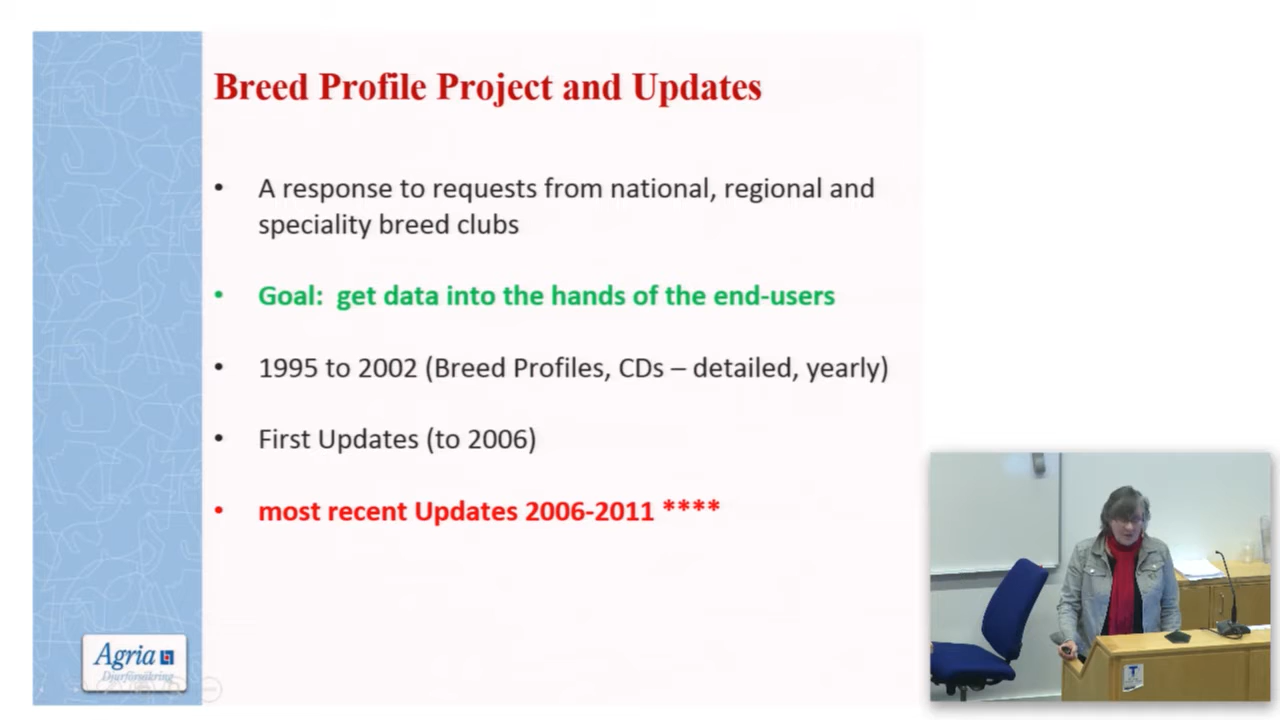 Breed Profile Project and Updates
• A response to requests from national, regional and
speciality breed clubs
• Goal: get data into the hands of the end-users
• 1995 to 2002 (Breed Profiles, CDs – detailed, yearly)
• First Updates (to 2006)
• most recent Updates 2006-2011 ****
Agria
Djurförsäkring